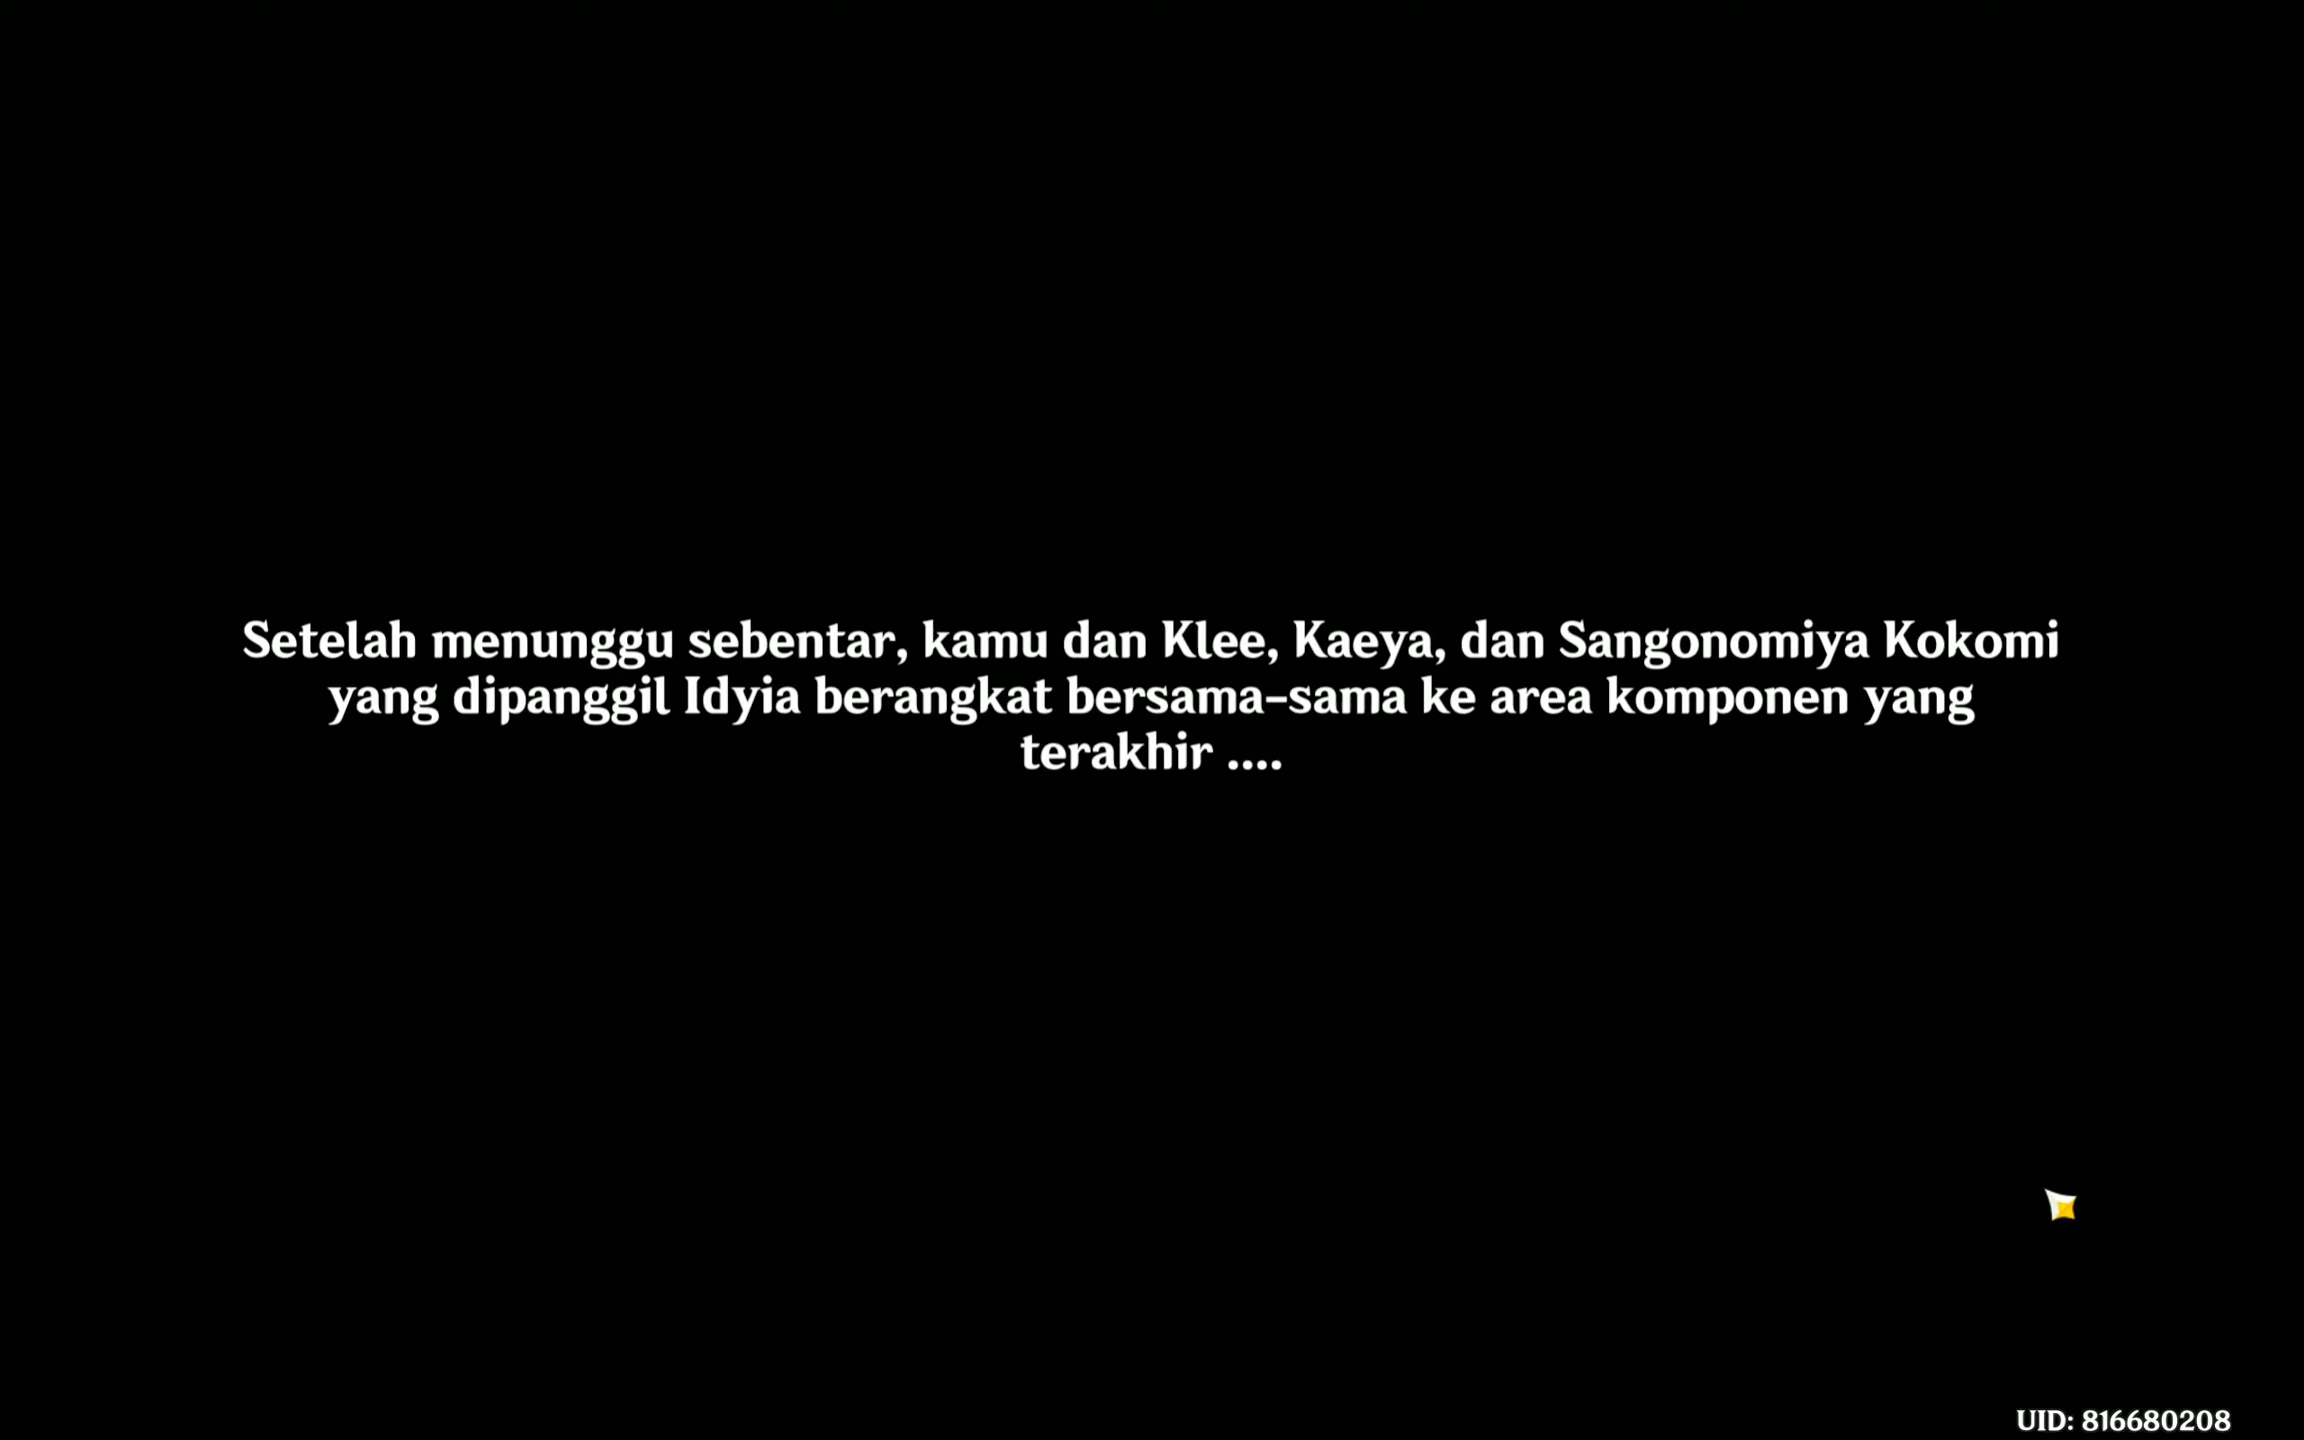 Setelah menunggu sebentar, kamu dan Klee, Kaeya, dan Sangonomiya Kokomi
yang dipanggil Idyia berangkat bersama-sama ke area komponen yang
terakhir ....
UID: 816680208